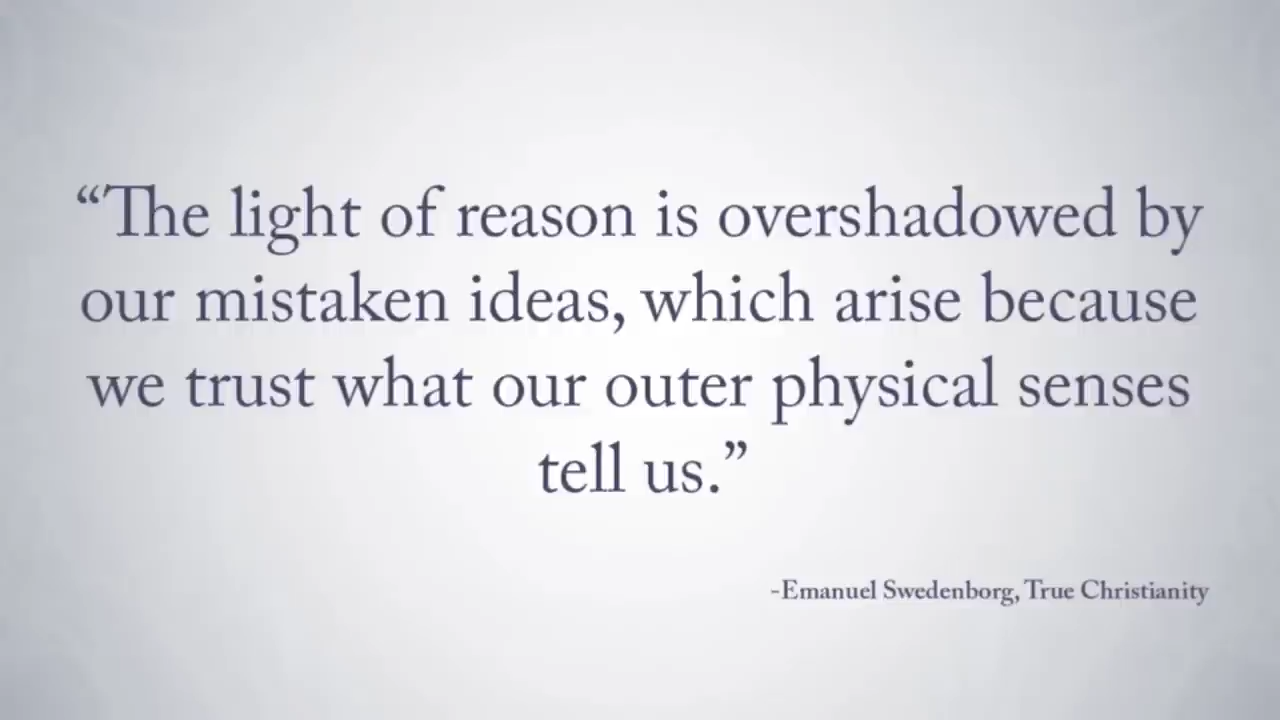 “The light of reason is overshadowed by
our mistaken ideas, which arise because
we trust what our outer physical senses
tell us.”
-Emanuel Swedenborg, True Christianity